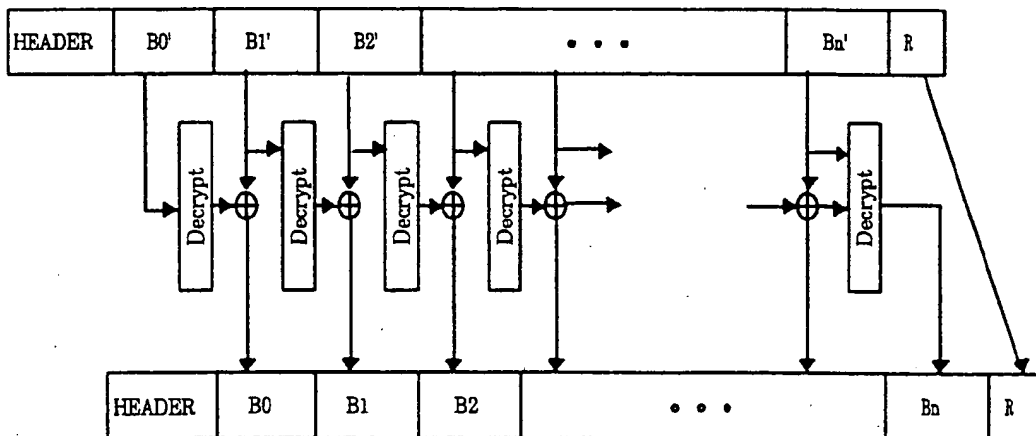 HEADER B0' B1' B2' • • • Bn' R
Decrypt Decrypt Decrypt Decrypt Decrypt
HEADER B0 B1 B2 • • • Bn R